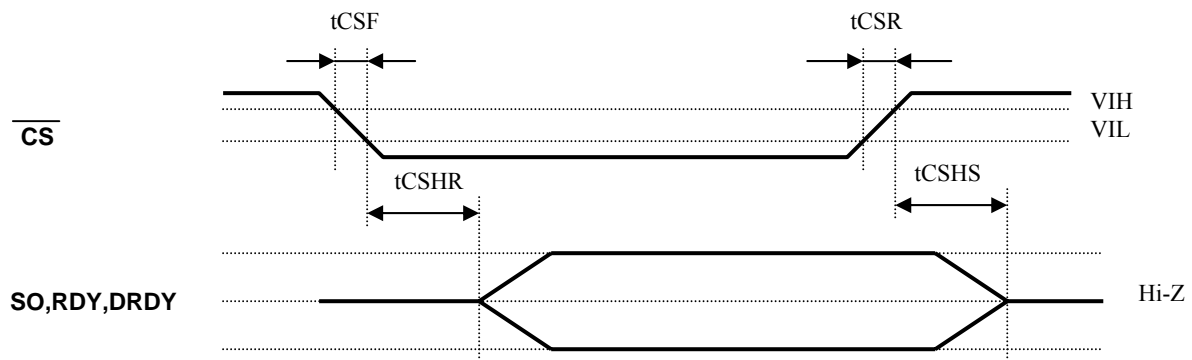 tCSF
tCSR
VIH
VIL
CS
tCSHR
tCSHS
SO,RDY,DRDY
Hi-Z